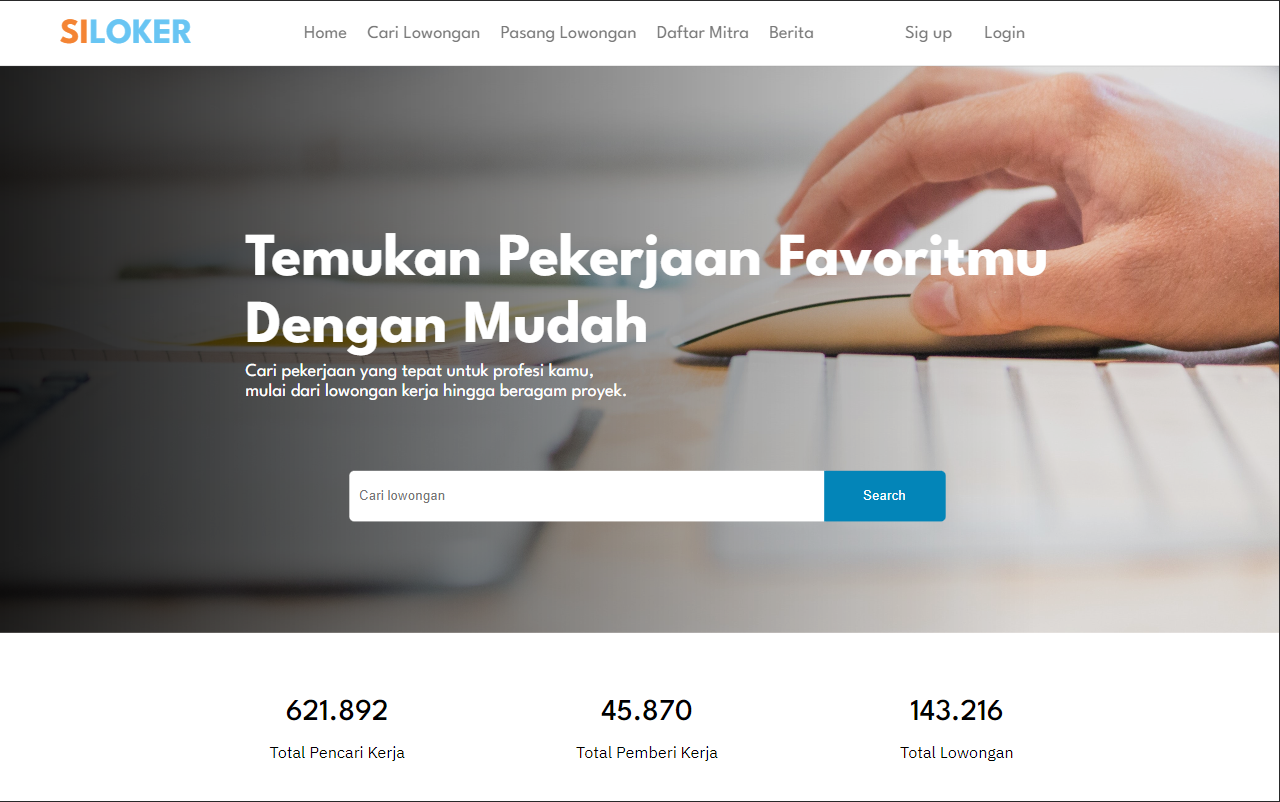 SILOKER
Home Cari Lowongan Pasang Lowongan Daftar Mitra Berita Sig up Login
Temukan Pekerjaan Favoritmu
Dengan Mudah
Cari pekerjaan yang tepat untuk profesi kamu,
mulai dari lowongan kerja hingga beragam proyek.
Cari lowongan Search
621.892 45.870 143.216
Total Pencari Kerja Total Pemberi Kerja Total Lowongan